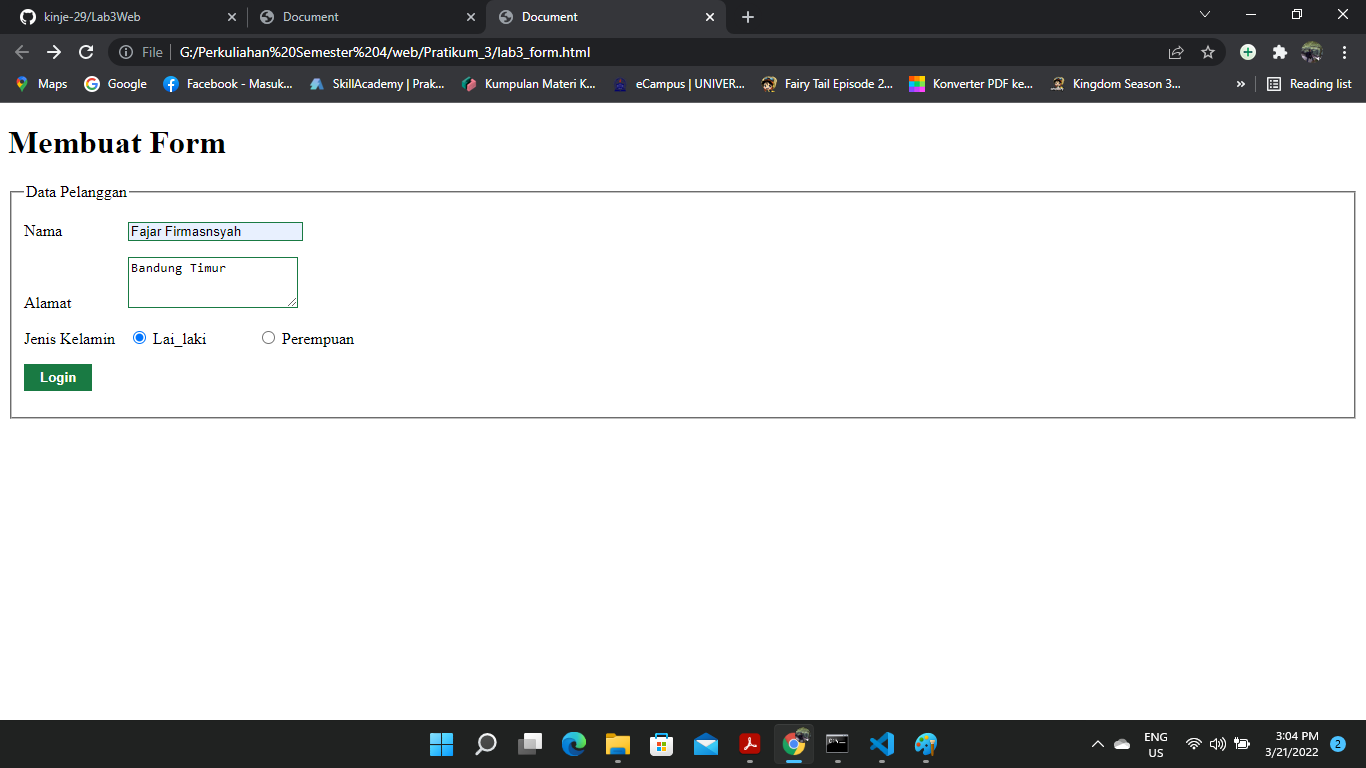 kinje-29/Lab3Web
Document
Document
File
G:/Perkuliahan%20Semester%204/web/Pratikum_3/lab3_form.html
Maps
Google
Facebook - Masuk...
SkillAcademy | Prak...
Kumpulan Materi K...
eCampus | UNIVER...
Fairy Tail Episode 2...
Konverter PDF ke...
Kingdom Season 3...
»
Reading list
Membuat Form
Data Pelanggan
Nama Fajar Firmasnsyah
Bandung Timur
Alamat
Jenis Kelamin Lai_laki Perempuan
Login
ENG
US
3:04 PM
3/21/2022
2